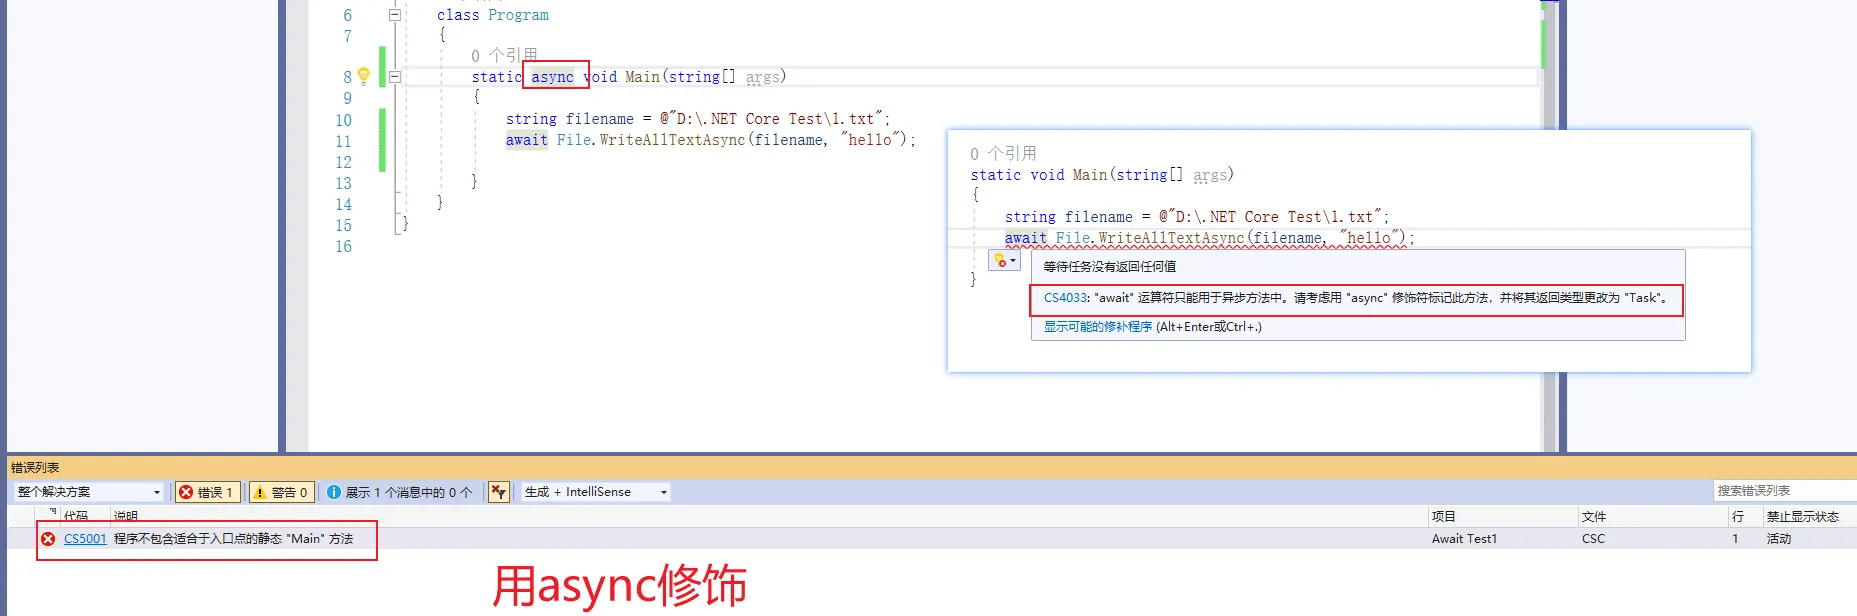 6 class Program
7 {
0 个引用
8 static async void Main(string[] args)
9 {
10 string filename = @"D:\.NET Core Test\1.txt";
11 await File.WriteAllTextAsync(filename, "hello");
12
13 }
14 }
15 }
16
0 个引用
static void Main(string[] args)
{
string filename = @"D:\.NET Core Test\1.txt";
await File.WriteAllTextAsync(filename, "hello");
}
等待任务没有返回任何值
CS4033: "await" 运算符只能用于异步方法中。请考虑用 "async" 修饰符标记此方法，并将其返回类型更改为 "Task"。
显示可能的修补程序 (Alt+Enter或Ctrl+.)
错误列表
整个解决方案 错误 1 警告 0 展示 1 个消息中的 0 个 生成 + IntelliSense 搜索错误列表
代码 说明 项目 文件 行 禁止显示状态
CS5001 程序不包含适合于入口点的静态 "Main" 方法 Await Test1 CSC 1 活动
用async修饰